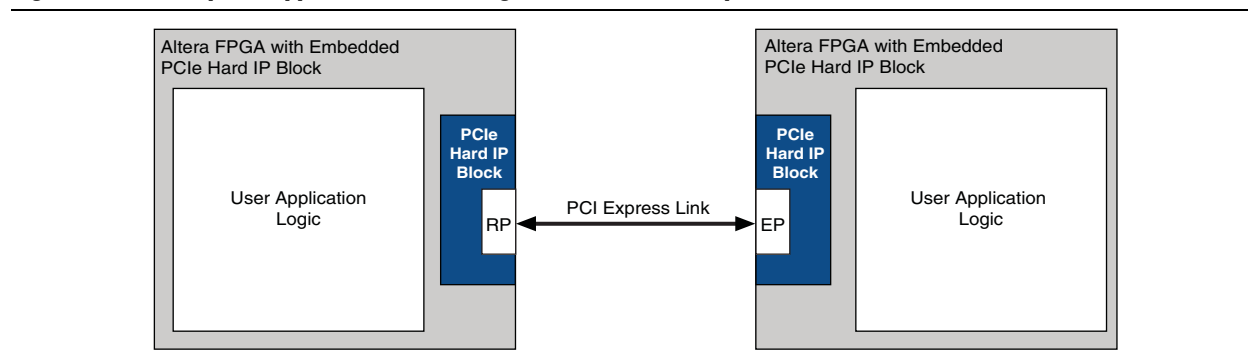 Altera FPGA with Embedded
PCIe Hard IP Block
User Application
Logic
PCIe
Hard IP
Block
RP
PCI Express Link
Altera FPGA with Embedded
PCIe Hard IP Block
PCIe
Hard IP
Block
EP
User Application
Logic